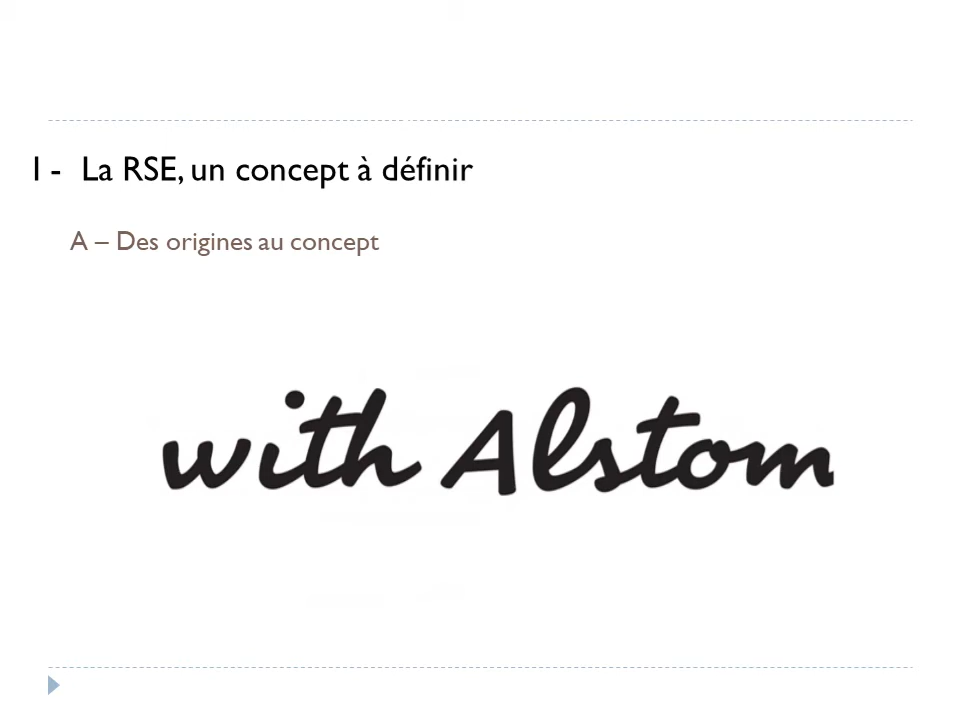 I - La RSE, un concept à définir
A – Des origines au concept
with Alstom